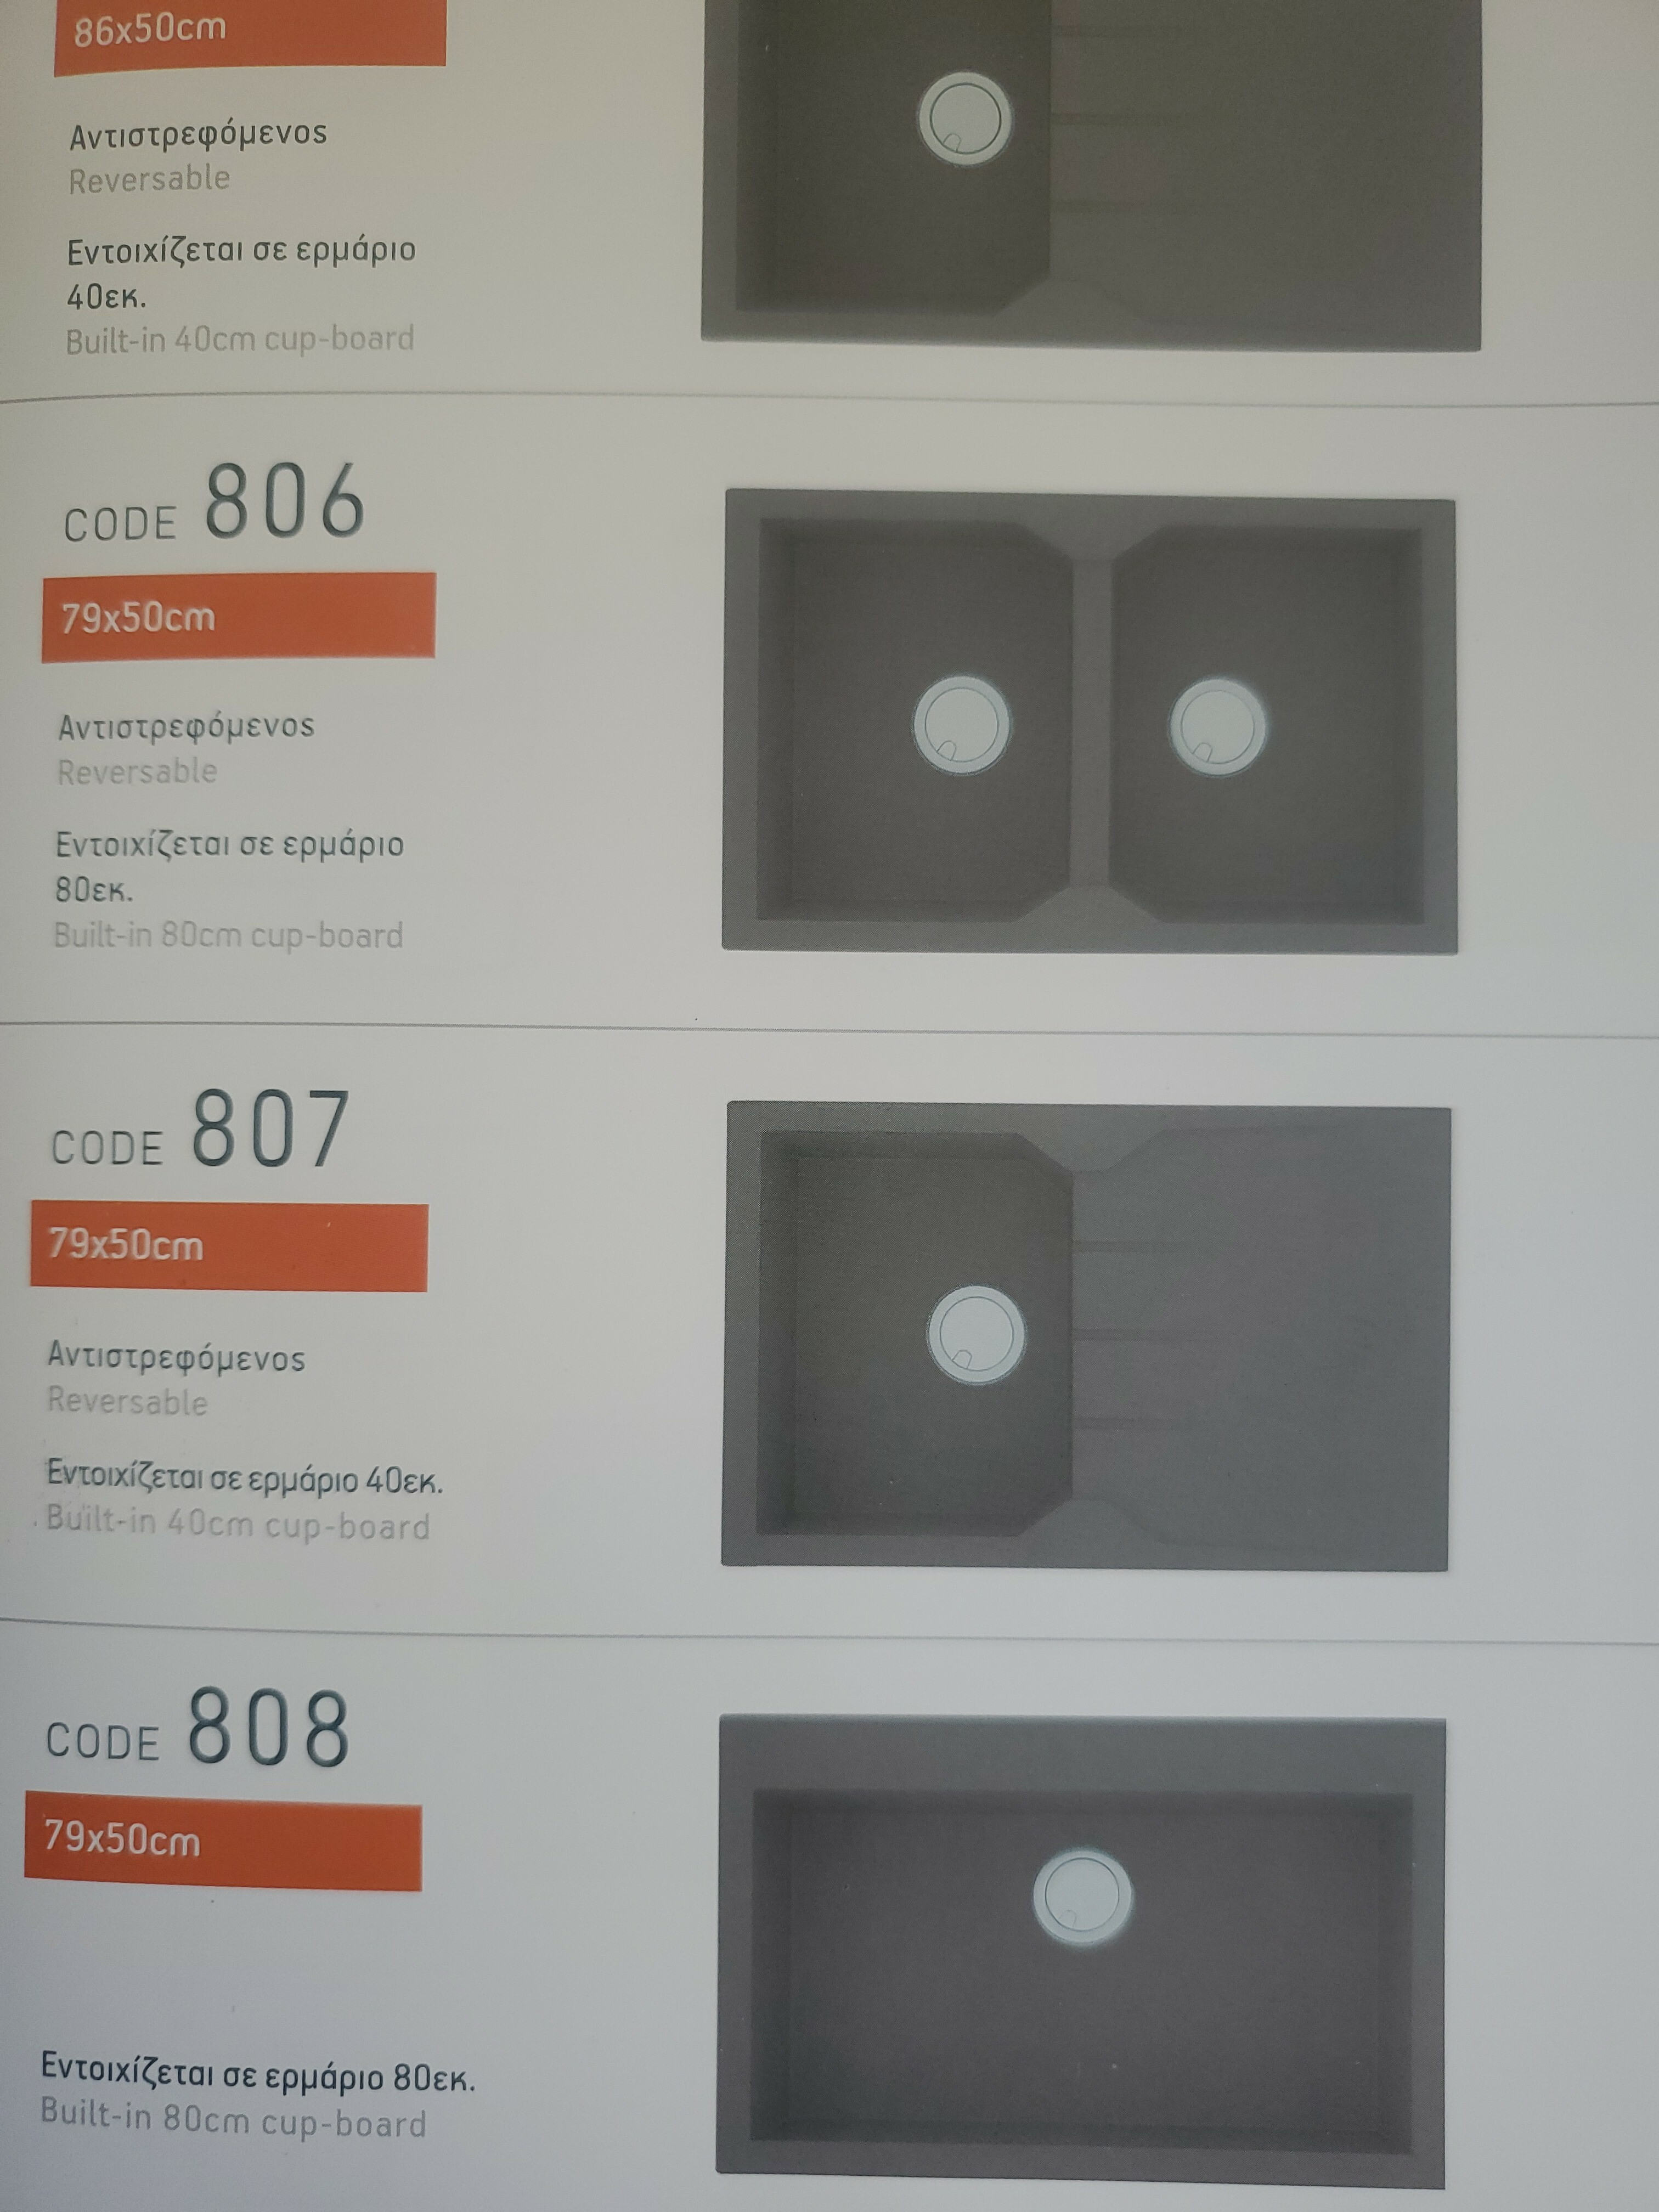 86x50cm
Αντιστρεφόμενος
Reversable
Εντοιχίζεται σε ερμάριο
40εκ.
Built-in 40cm cup-board
CODE 806
79x50cm
Αντιστρεφόμενος
Reversable
Εντοιχίζεται σε ερμάριο
80εκ.
Built-in 80cm cup-board
CODE 807
79x50cm
Αντιστρεφόμενος
Reversable
Εντοιχίζεται σε ερμάριο 40εκ.
Built-in 40cm cup-board
CODE 808
79x50cm
Εντοιχίζεται σε ερμάριο 80εκ.
Built-in 80cm cup-board